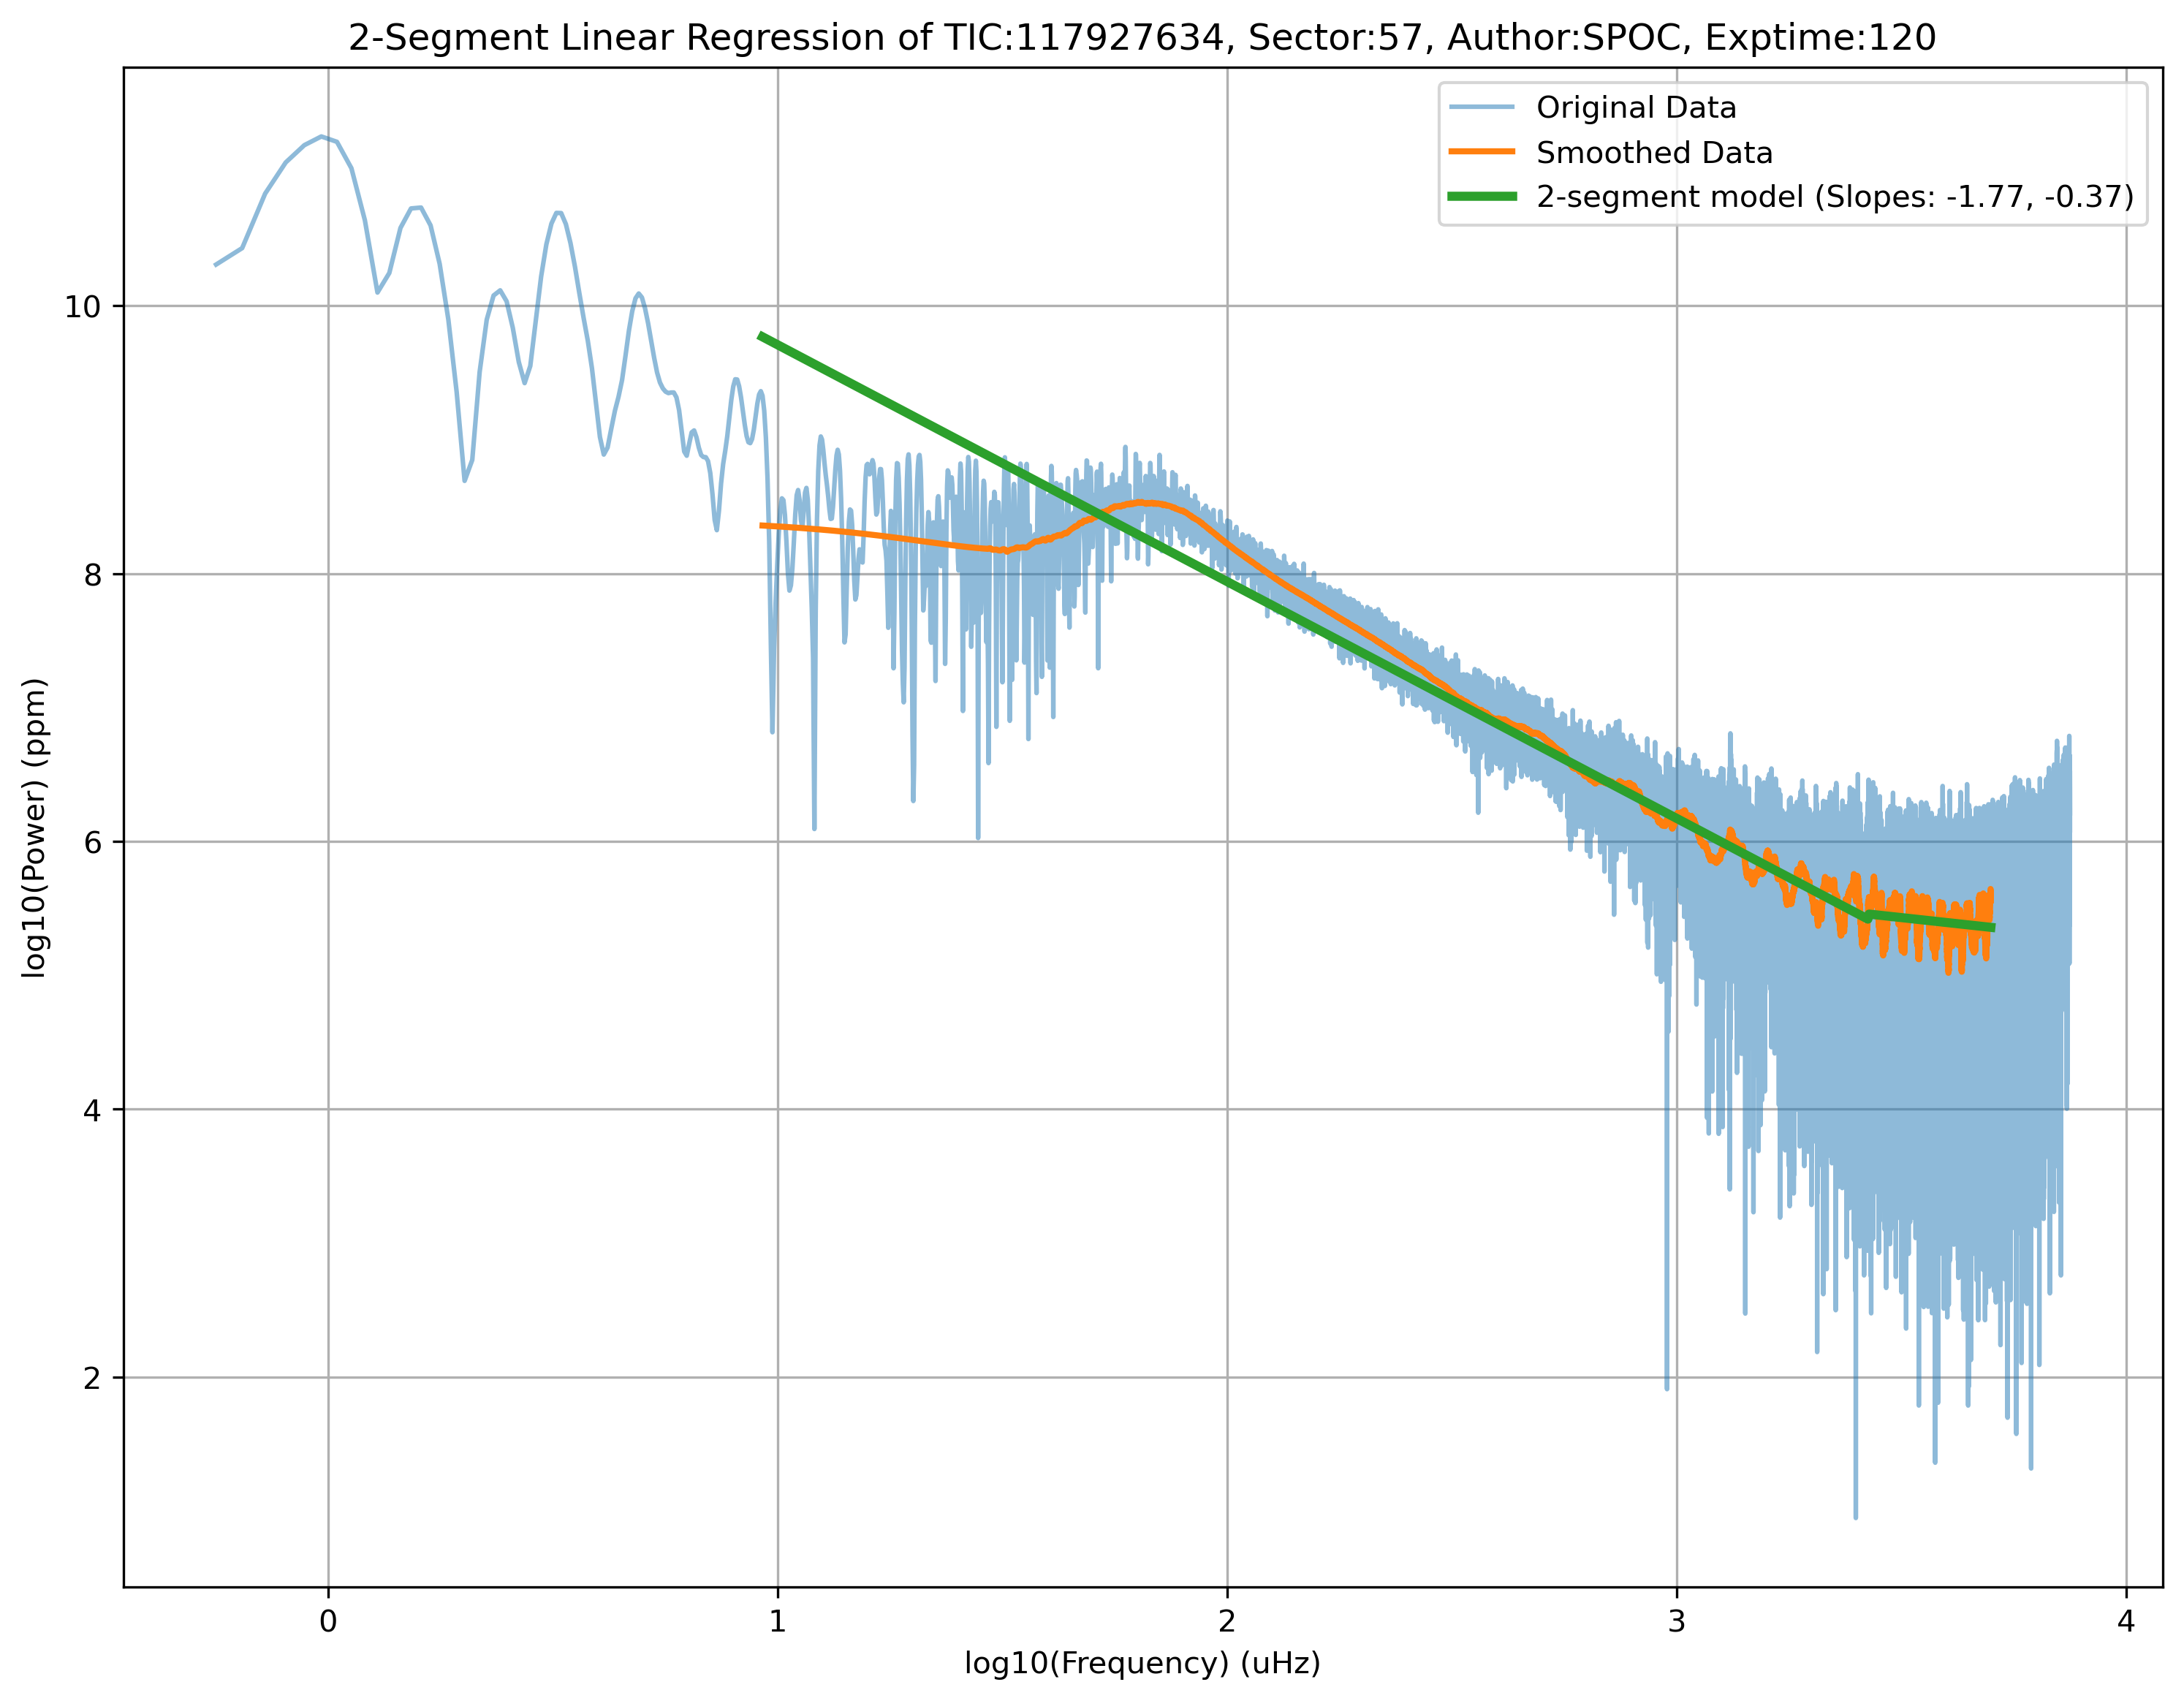 2-Segment Linear Regression of TIC:117927634, Sector:57, Author:SPOC, Exptime:120
Original Data
Smoothed Data
2-segment model (Slopes: -1.77, -0.37)
10
8
6
4
2
log10(Power) (ppm)
0 1 2 3 4
log10(Frequency) (uHz)